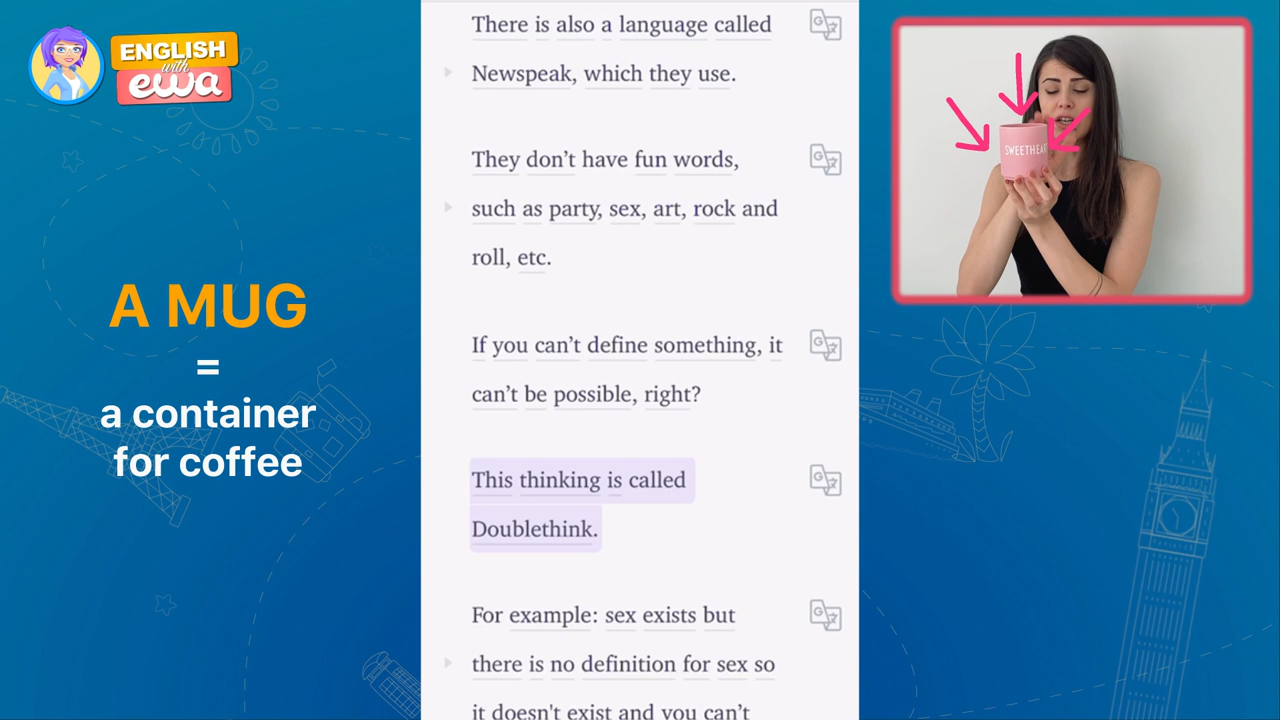 ENGLISH
with
ewa
A MUG
=
a container
for coffee
There is also a language called
Newspeak, which they use.
They don’t have fun words,
such as party, sex, art, rock and
roll, etc.
If you can’t define something, it
can’t be possible, right?
This thinking is called
Doublethink.
For example: sex exists but
there is no definition for sex so
it doesn't exist and you can’t
SWEETHEART